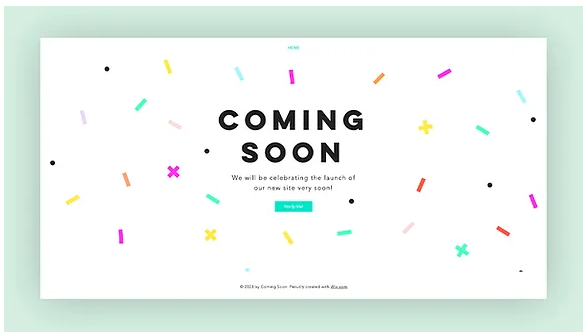 HOME
COMING
SOON
We will be celebrating the launch of
our new site very soon!
Notify Me!
© 2023 by Coming Soon. Proudly created with Wix.com